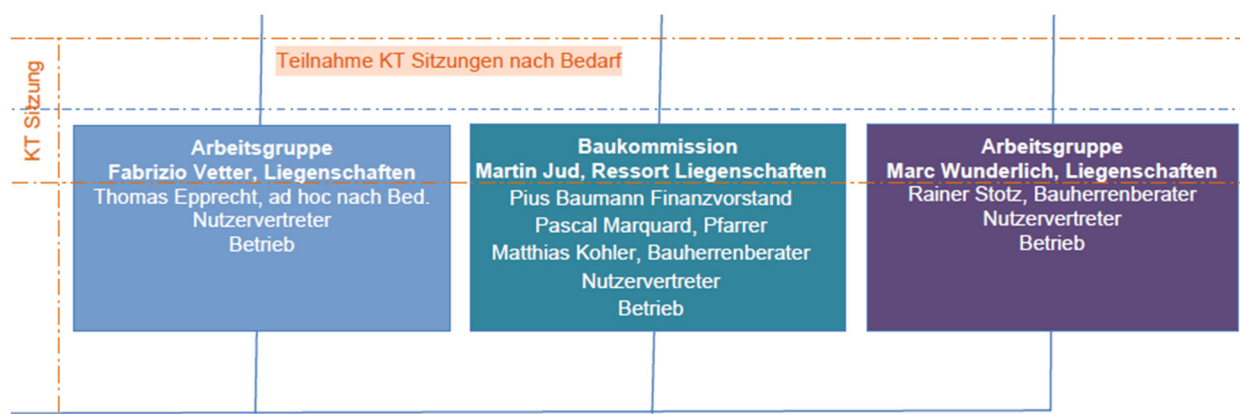 Teilnahme KT Sitzungen nach Bedarf
KT Sitzung
Arbeitsgruppe
Fabrizio Vetter, Liegenschaften
Thomas Epprecht, ad hoc nach Bed.
Nutzervertreter
Betrieb
Baukommission
Martin Jud, Ressort Liegenschaften
Pius Baumann Finanzvorstand
Pascal Marquard, Pfarrer
Matthias Kohler, Bauherrenberater
Nutzervertreter
Betrieb
Arbeitsgruppe
Marc Wunderlich, Liegenschaften
Rainer Stotz, Bauherrenberater
Nutzervertreter
Betrieb